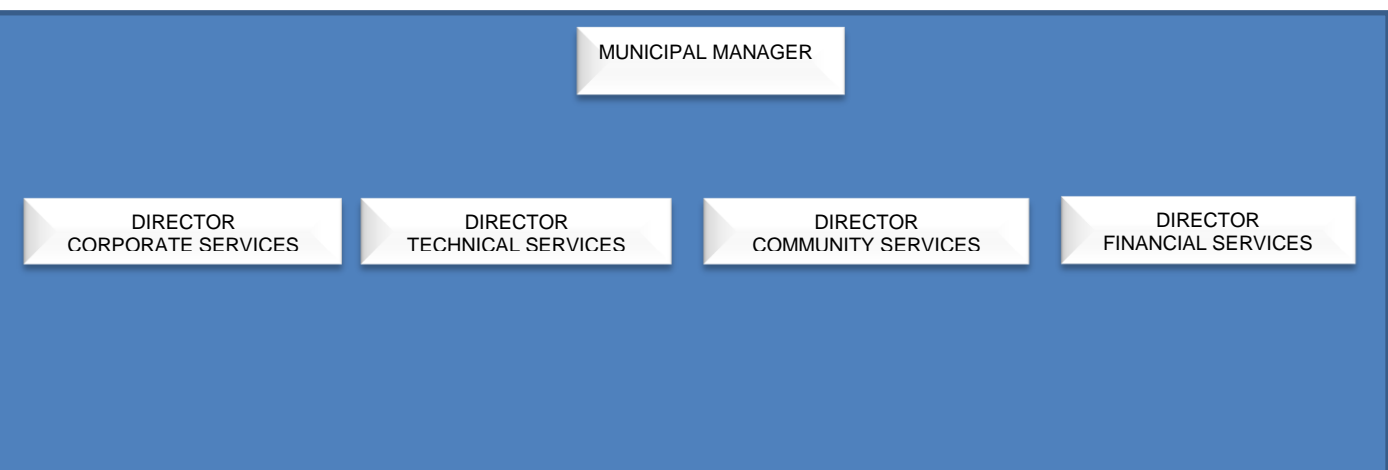 MUNICIPAL MANAGER
DIRECTOR
CORPORATE SERVICES
DIRECTOR
TECHNICAL SERVICES
DIRECTOR
COMMUNITY SERVICES
DIRECTOR
FINANCIAL SERVICES